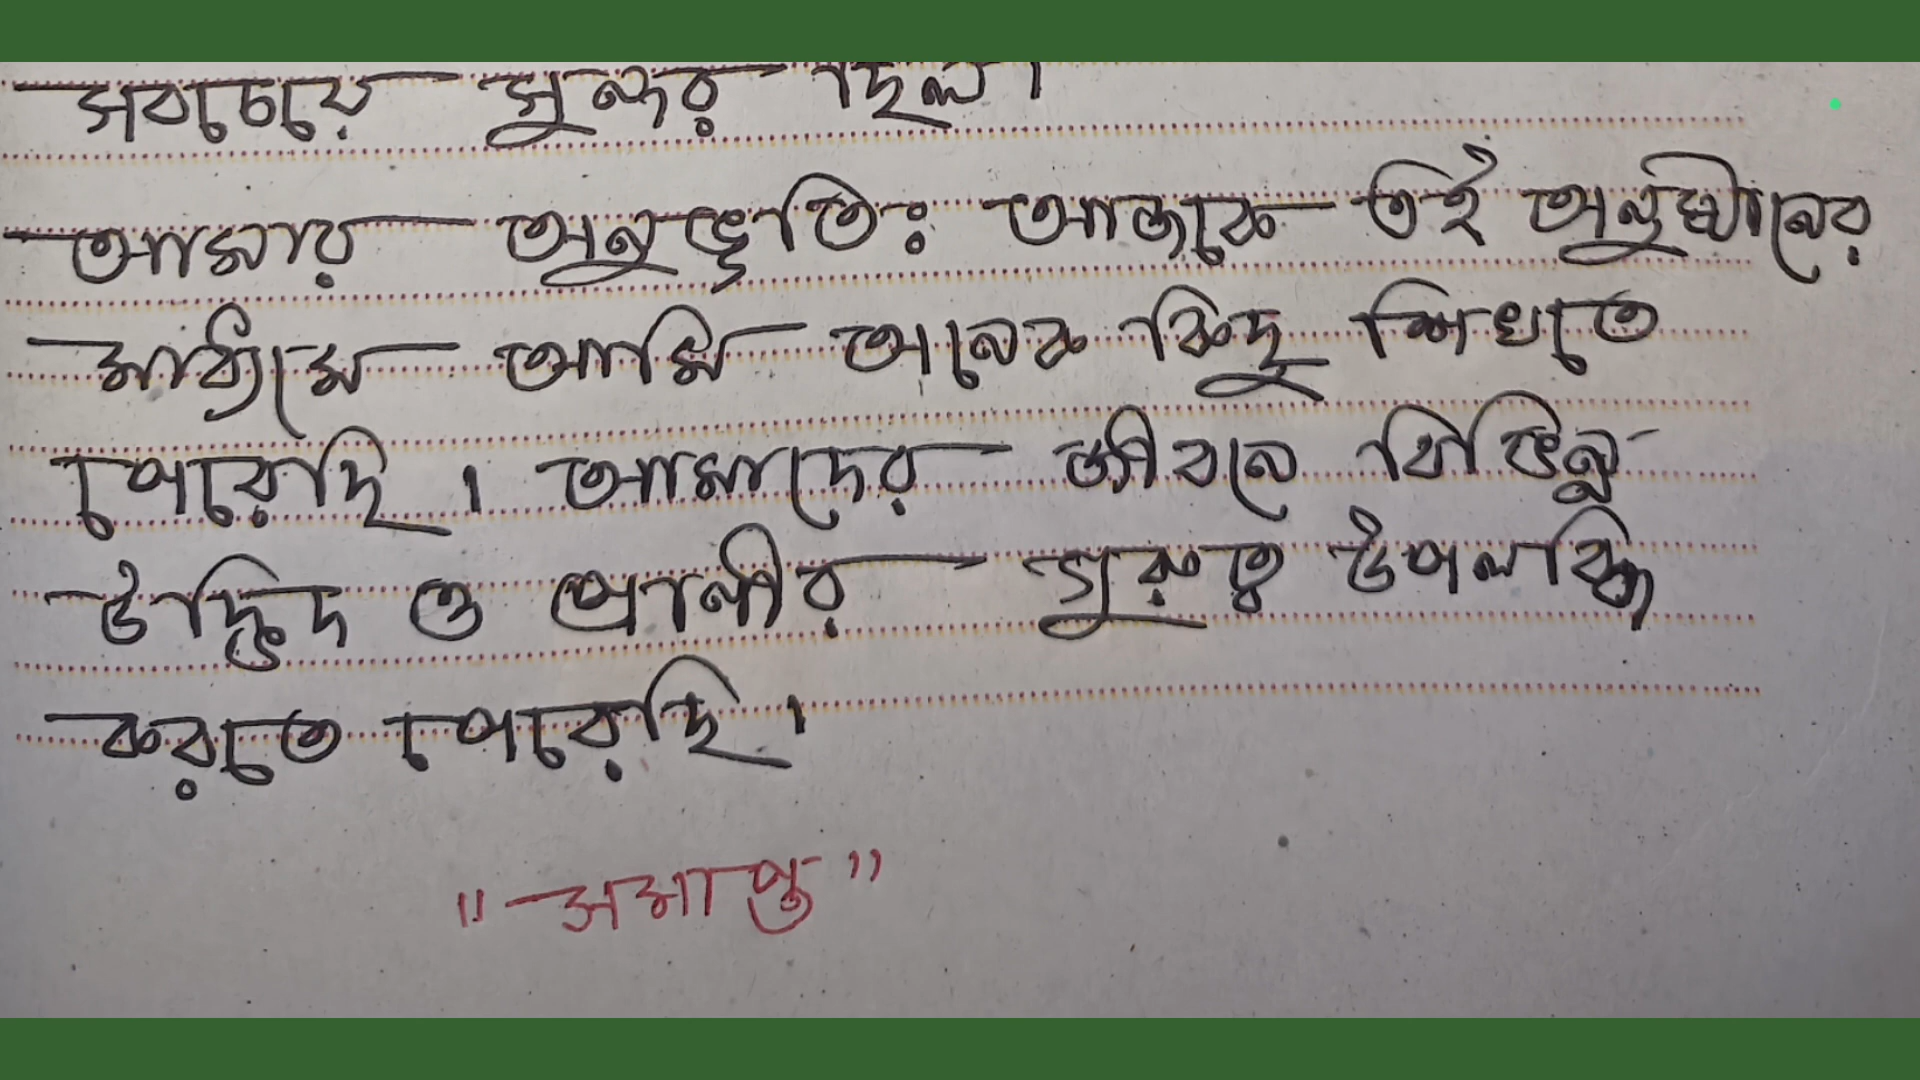 সবচেয়ে সুন্দর ছিল।
আমার অনুভূতিঃ আজকে এই অনুষ্ঠানের
মাধ্যমে আমি অনেক কিছু শিখতে
পেরেছি। আমাদের জীবনে বিভিন্ন
উদ্ভিদ ও প্রাণীর গুরুত্ব উপলব্ধি
করতে পেরেছি।
"সমাপ্ত"